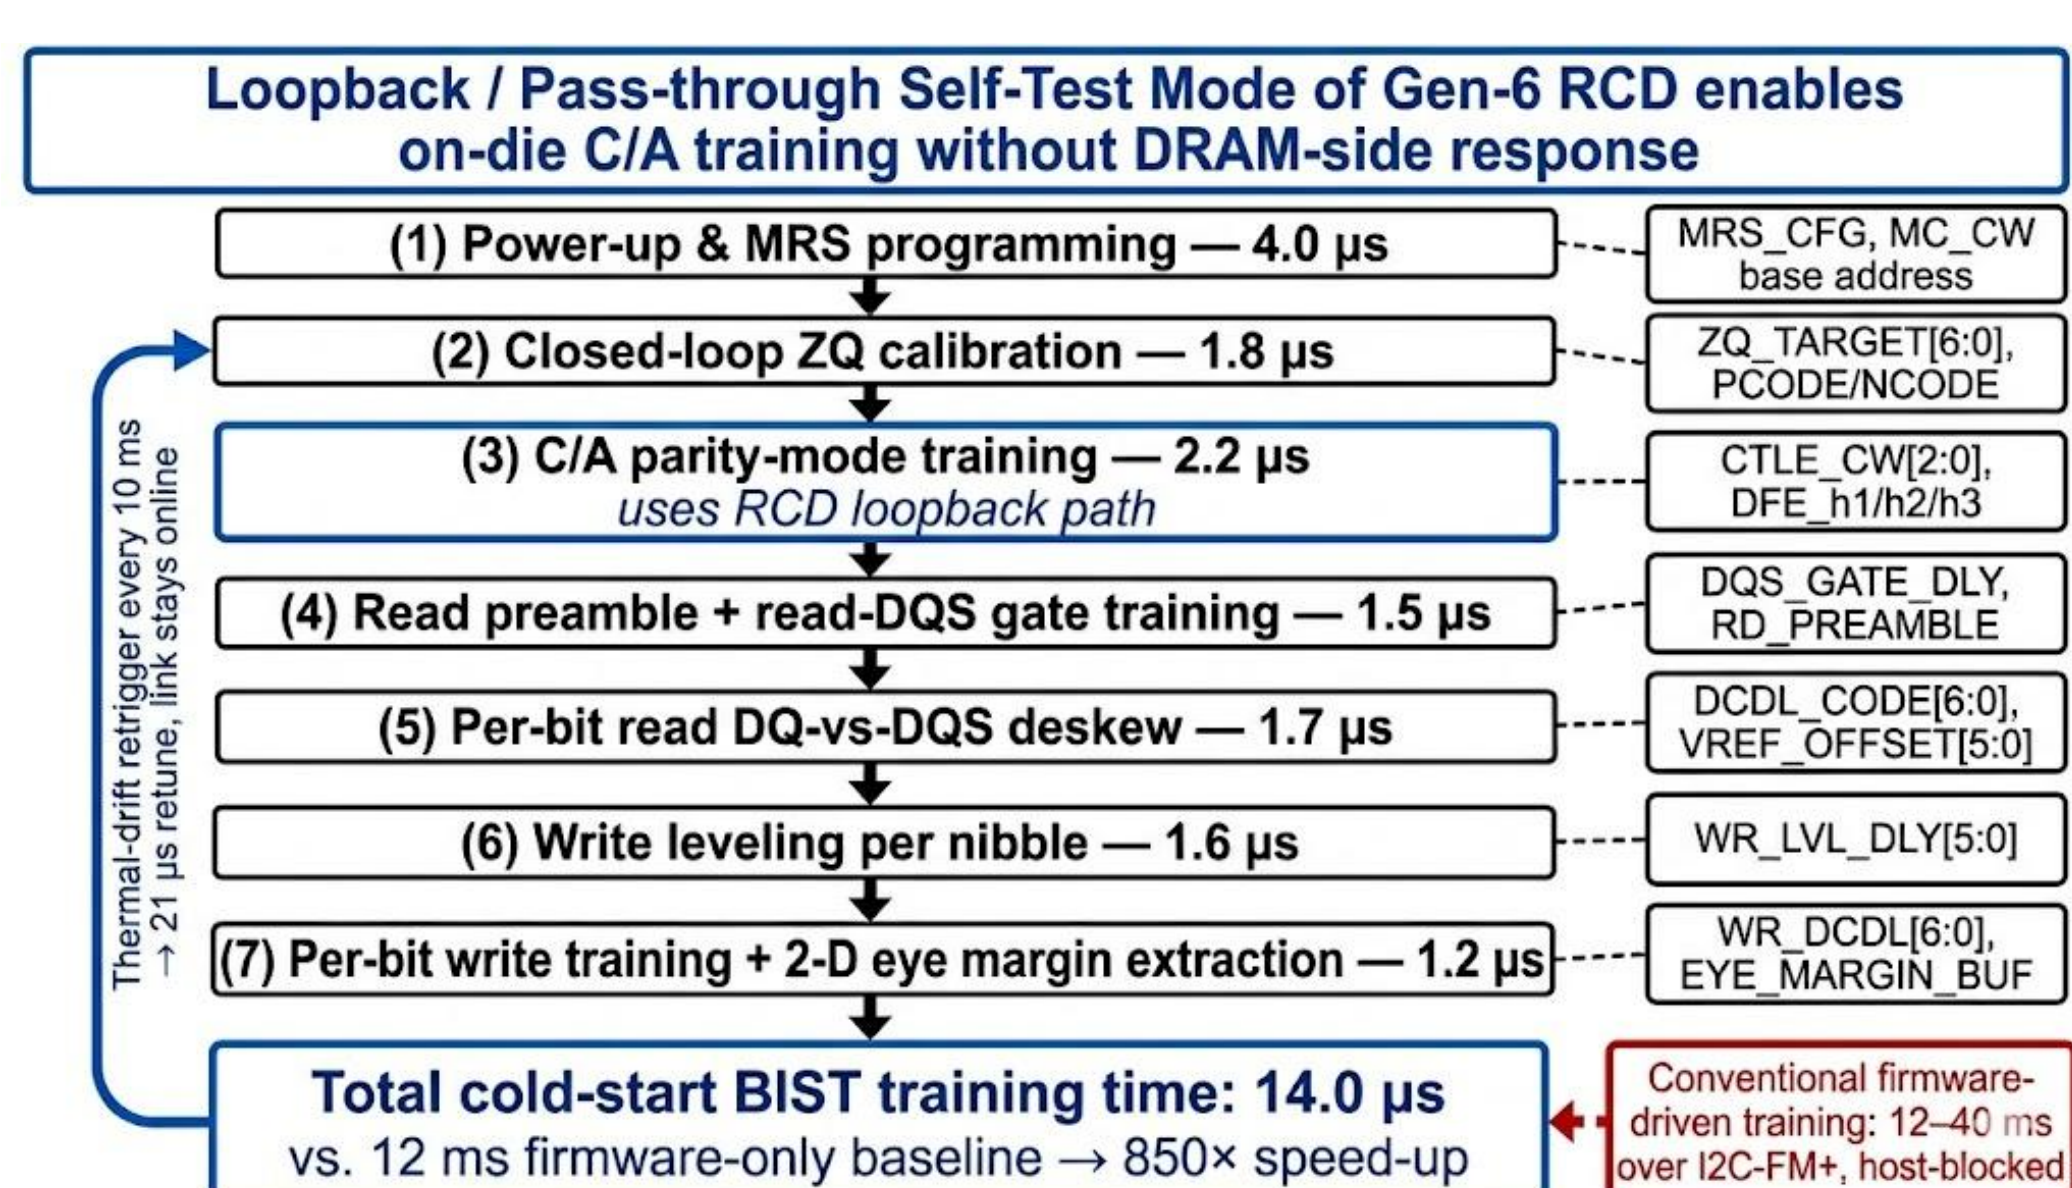 Loopback / Pass-through Self-Test Mode of Gen-6 RCD enables
on-die C/A training without DRAM-side response
(1) Power-up & MRS programming — 4.0 µs
MRS_CFG, MC_CW
base address
(2) Closed-loop ZQ calibration — 1.8 µs
ZQ_TARGET[6:0],
PCODE/NCODE
(3) C/A parity-mode training — 2.2 µs
uses RCD loopback path
CTLE_CW[2:0],
DFE_h1/h2/h3
(4) Read preamble + read-DQS gate training — 1.5 µs
DQS_GATE_DLY,
RD_PREAMBLE
(5) Per-bit read DQ-vs-DQS deskew — 1.7 µs
DCDL_CODE[6:0],
VREF_OFFSET[5:0]
(6) Write leveling per nibble — 1.6 µs
WR_LVL_DLY[5:0]
(7) Per-bit write training + 2-D eye margin extraction — 1.2 µs
WR_DCDL[6:0],
EYE_MARGIN_BUF
Thermal-drift retrigger every 10 ms
→ 21 µs retune, link stays online
Total cold-start BIST training time: 14.0 µs
vs. 12 ms firmware-only baseline → 850× speed-up
Conventional firmware-
driven training: 12–40 ms
over I2C-FM+, host-blocked